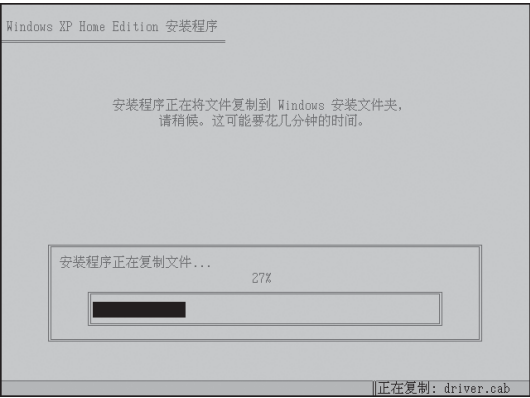 Windows XP Home Edition 安装程序
安装程序正在将文件复制到 Windows 安装文件夹,
请稍候。这可能要花几分钟的时间。
安装程序正在复制文件...
27%
正在复制: driver.cab